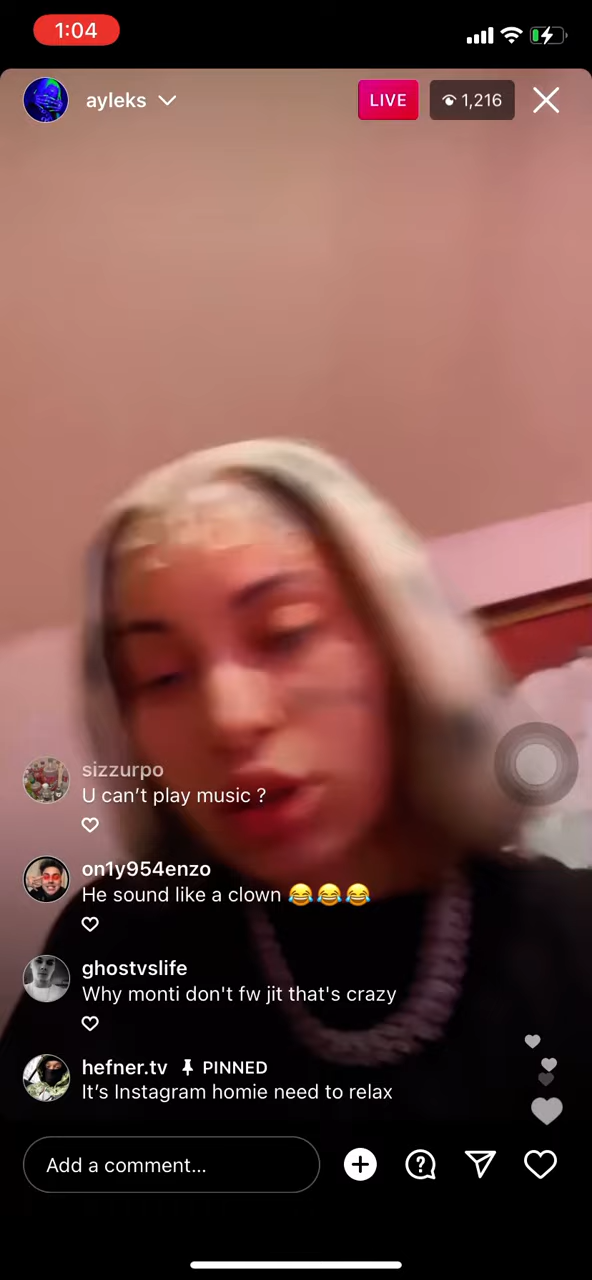 1:04
ayleks
LIVE
1,216
sizzurpo
U can’t play music ?
on1y954enzo
He sound like a clown 😂😂😂
ghostvslife
Why monti don't fw jit that's crazy
hefner.tv PINNED
It’s Instagram homie need to relax
Add a comment...